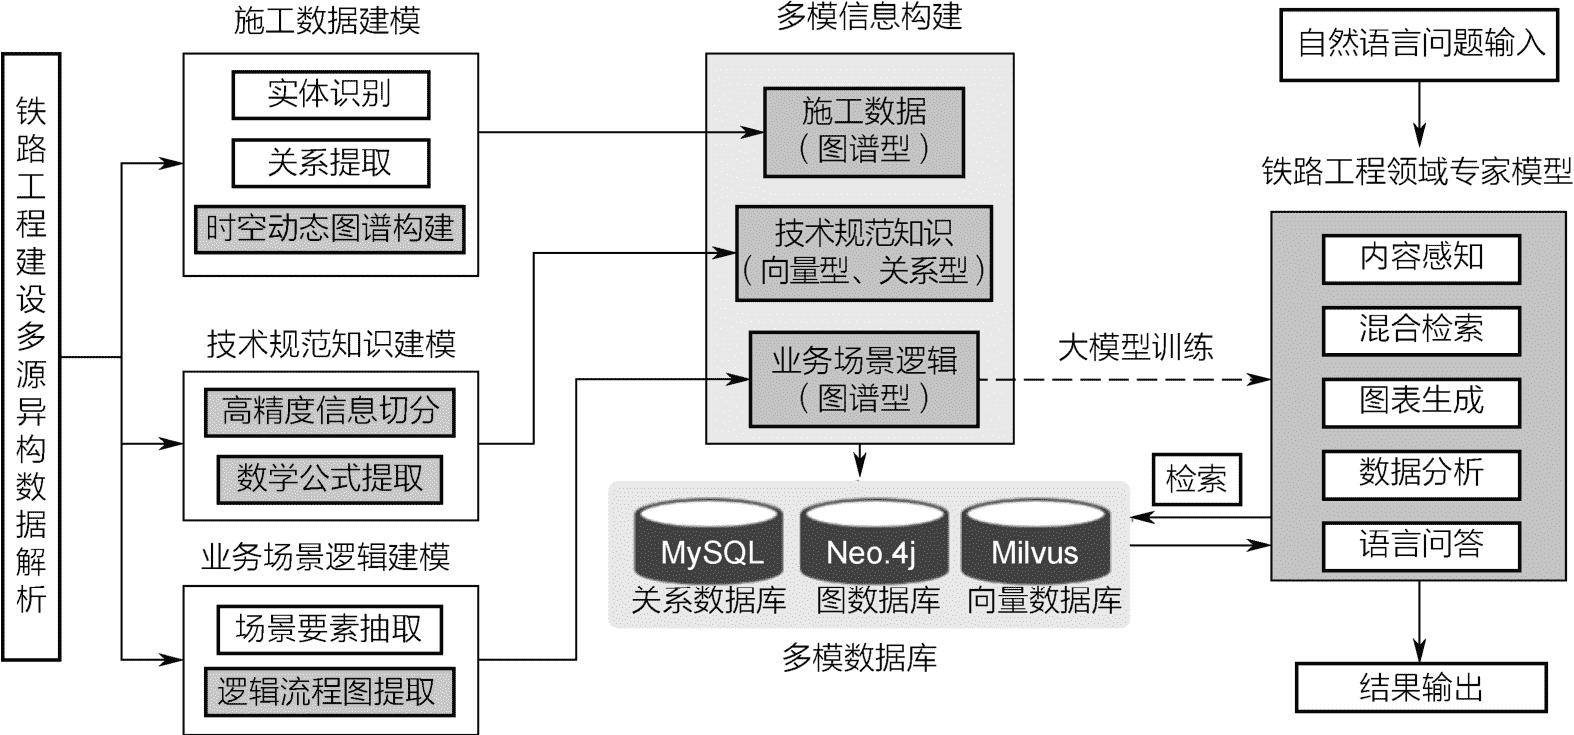 铁路工程建设多源异构数据解析
施工数据建模
实体识别
关系提取
时空动态图谱构建
技术规范知识建模
高精度信息切分
数学公式提取
业务场景逻辑建模
场景要素抽取
逻辑流程图提取
多模信息构建
施工数据
（图谱型）
技术规范知识
（向量型、关系型）
业务场景逻辑
（图谱型）
大模型训练
MySQL
Neo.4j
Milvus
关系数据库
图数据库
向量数据库
多模数据库
检索
自然语言问题输入
铁路工程领域专家模型
内容感知
混合检索
图表生成
数据分析
语言问答
结果输出